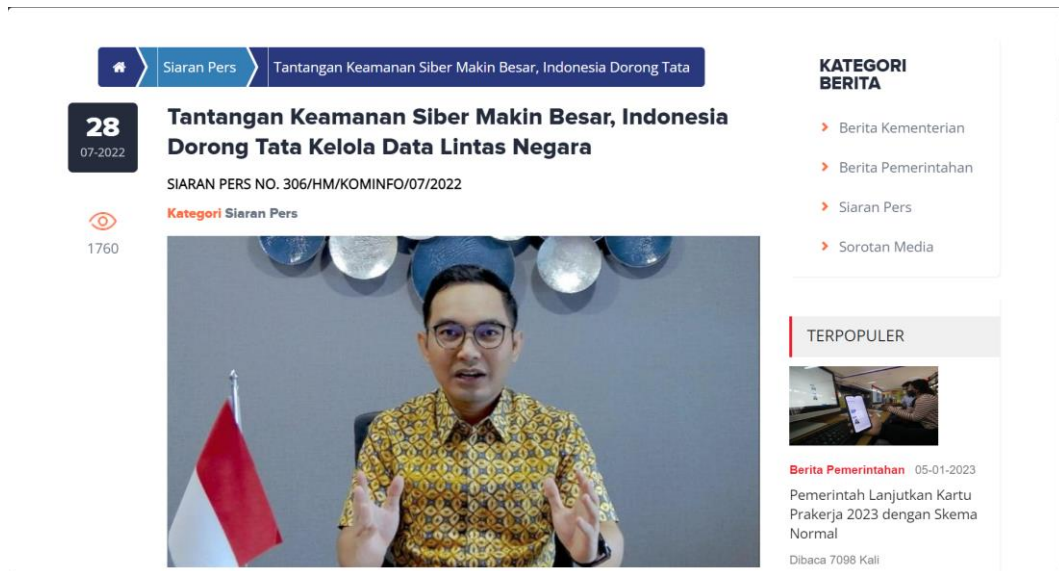 Siaran Pers
Tantangan Keamanan Siber Makin Besar, Indonesia Dorong Tata
28
07-2022
1760
Tantangan Keamanan Siber Makin Besar, Indonesia
Dorong Tata Kelola Data Lintas Negara
SIARAN PERS NO. 306/HM/KOMINFO/07/2022
Kategori Siaran Pers
KATEGORI
BERITA
Berita Kementerian
Berita Pemerintahan
Siaran Pers
Sorotan Media
TERPOPULER
Berita Pemerintahan 05-01-2023
Pemerintah Lanjutkan Kartu
Prakerja 2023 dengan Skema
Normal
Dibaca 7098 Kali